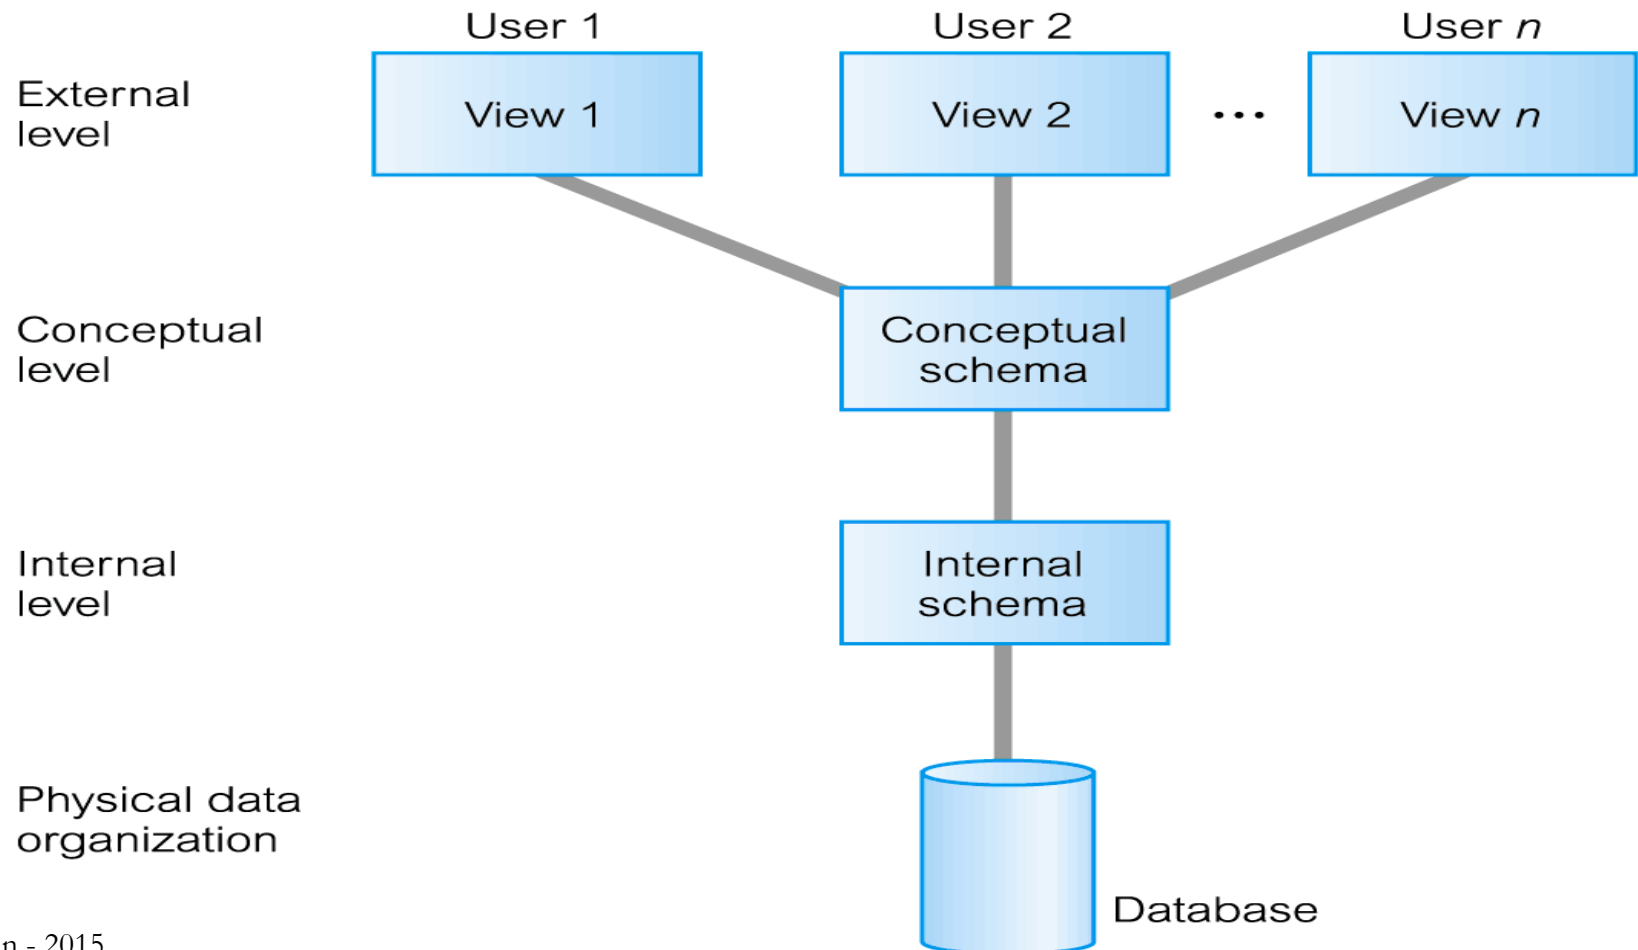 User 1
User 2
User n
External
level
View 1
View 2
...
View n
Conceptual
level
Conceptual
schema
Internal
level
Internal
schema
Physical data
organization
Database
n - 2015